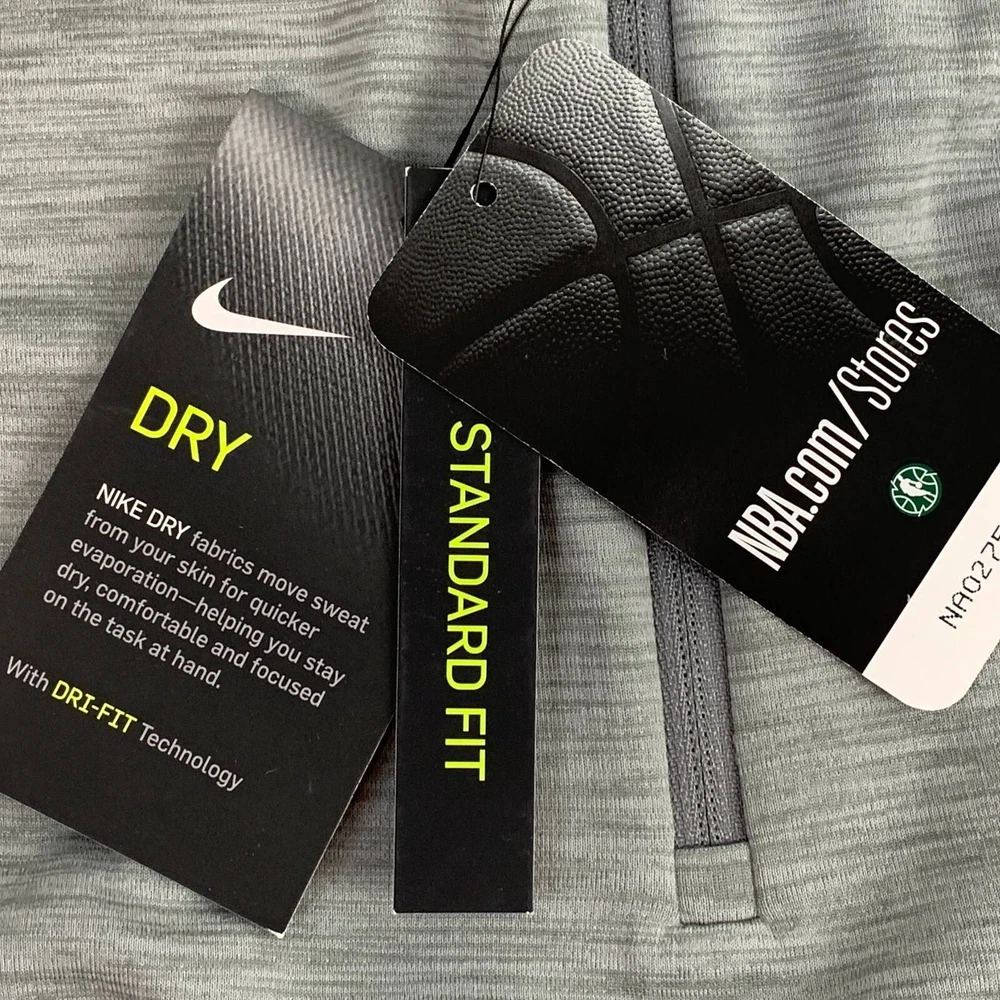 DRY
NIKE DRY fabrics move sweat
from your skin for quicker
evaporation—helping you stay
dry, comfortable and focused
on the task at hand.
With DRI-FIT Technology
STANDARD FIT
NBA.com/Stores